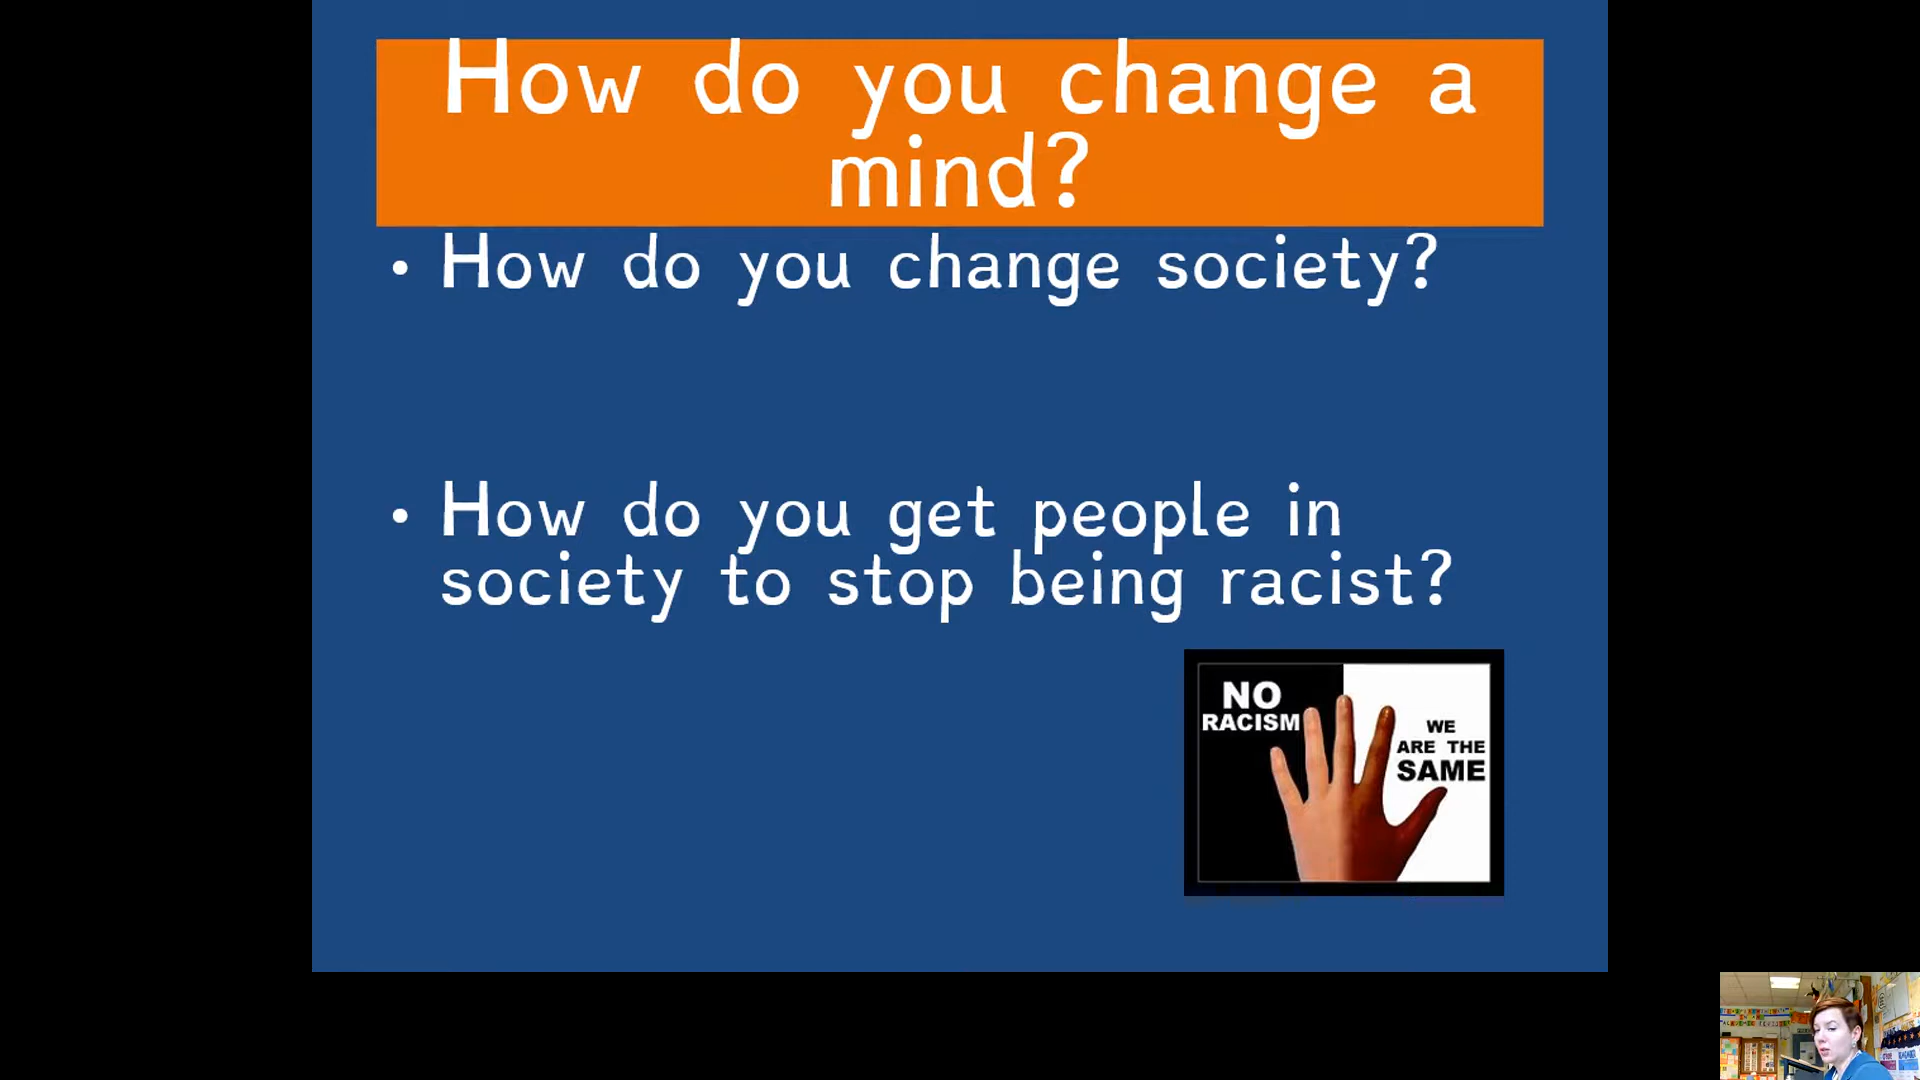 How do you change a
mind?
• How do you change society?
• How do you get people in
society to stop being racist?
NO
RACISM
WE
ARE THE
SAME